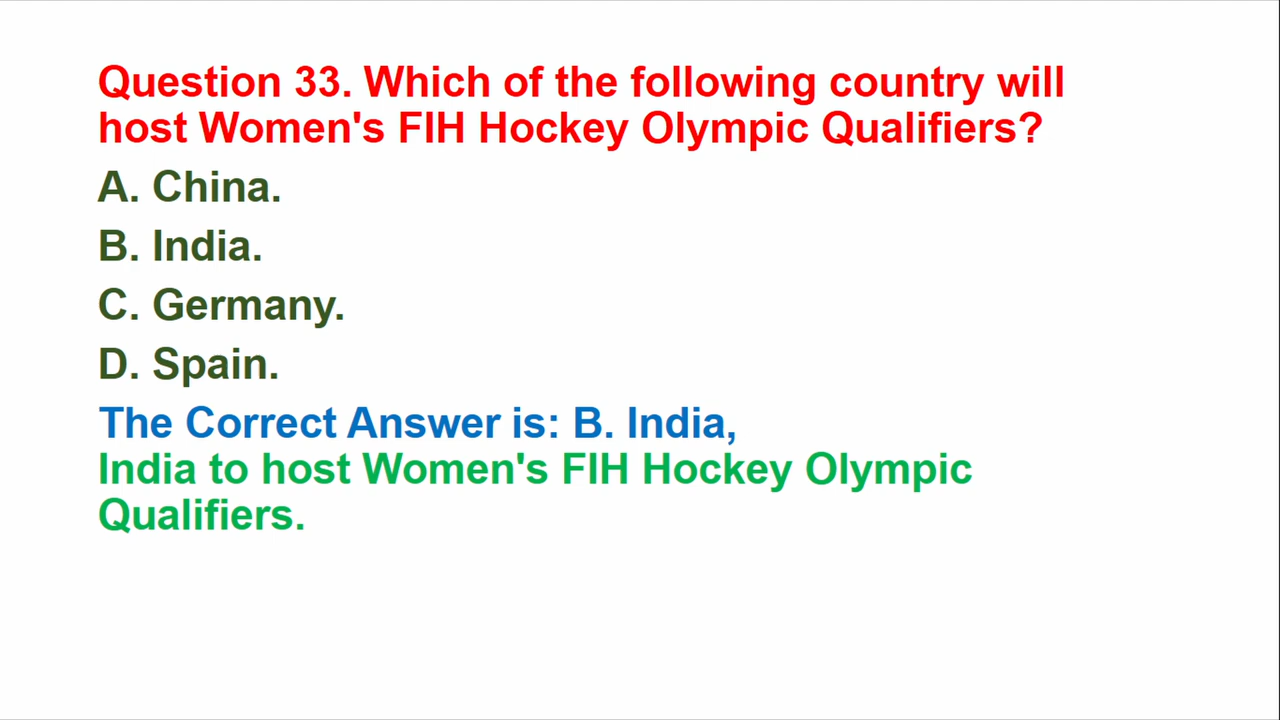 Question 33. Which of the following country will
host Women's FIH Hockey Olympic Qualifiers?
A. China.
B. India.
C. Germany.
D. Spain.
The Correct Answer is: B. India,
India to host Women's FIH Hockey Olympic
Qualifiers.